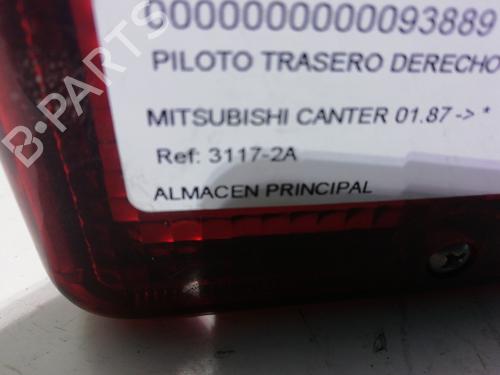 0000000000093889
PILOTO TRASERO DERECHO
MITSUBISHI CANTER 01.87 -> *
Ref: 3117-2A
ALMACEN PRINCIPAL
B-PARTS